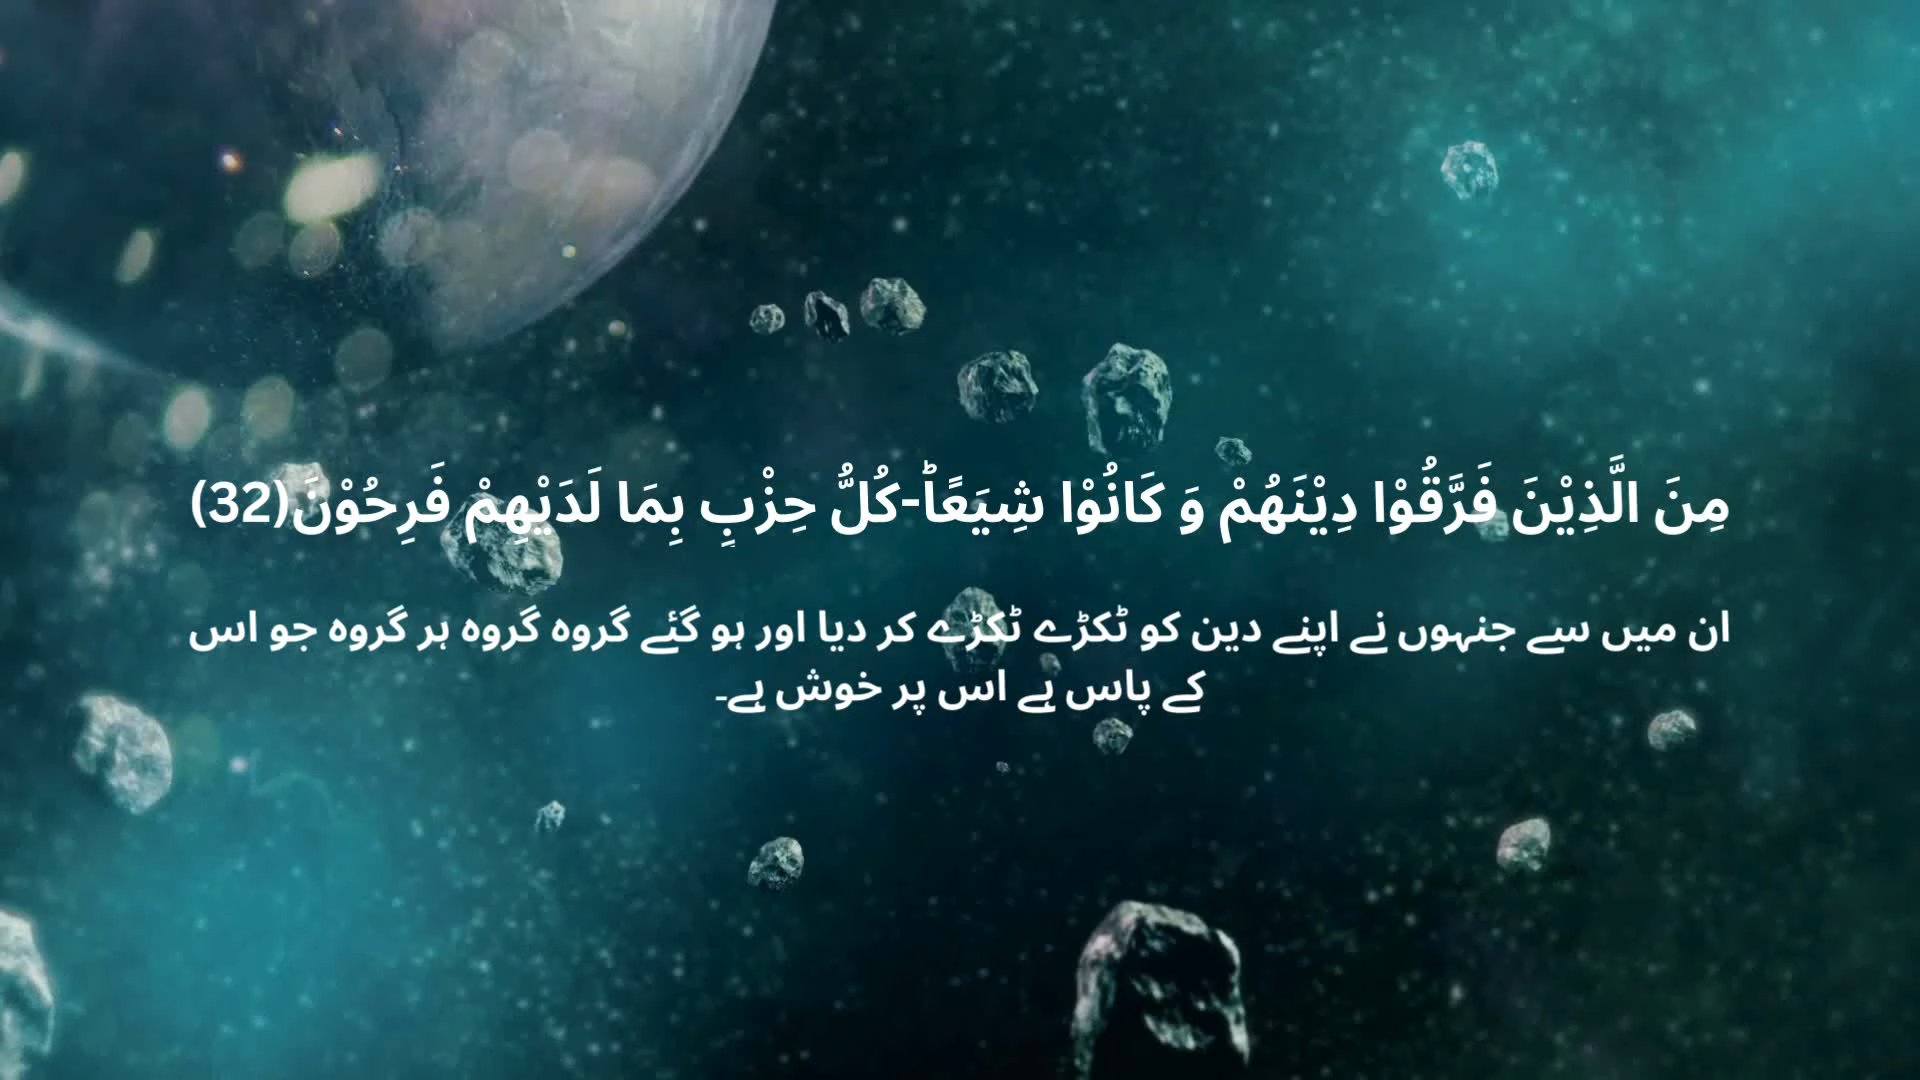 مِنَ الَّذِیْنَ فَرَّقُوْا دِیْنَهُمْ وَ كَانُوْا شِیَعًاؕ-كُلُّ حِزْبٍۭ بِمَا لَدَیْهِمْ فَرِحُوْنَ(32)
ان میں سے جنہوں نے اپنے دین کو ٹکڑے ٹکڑے کر دیا اور ہو گئے گروہ گروہ ہر گروہ جو اس
کے پاس ہے اس پر خوش ہے۔